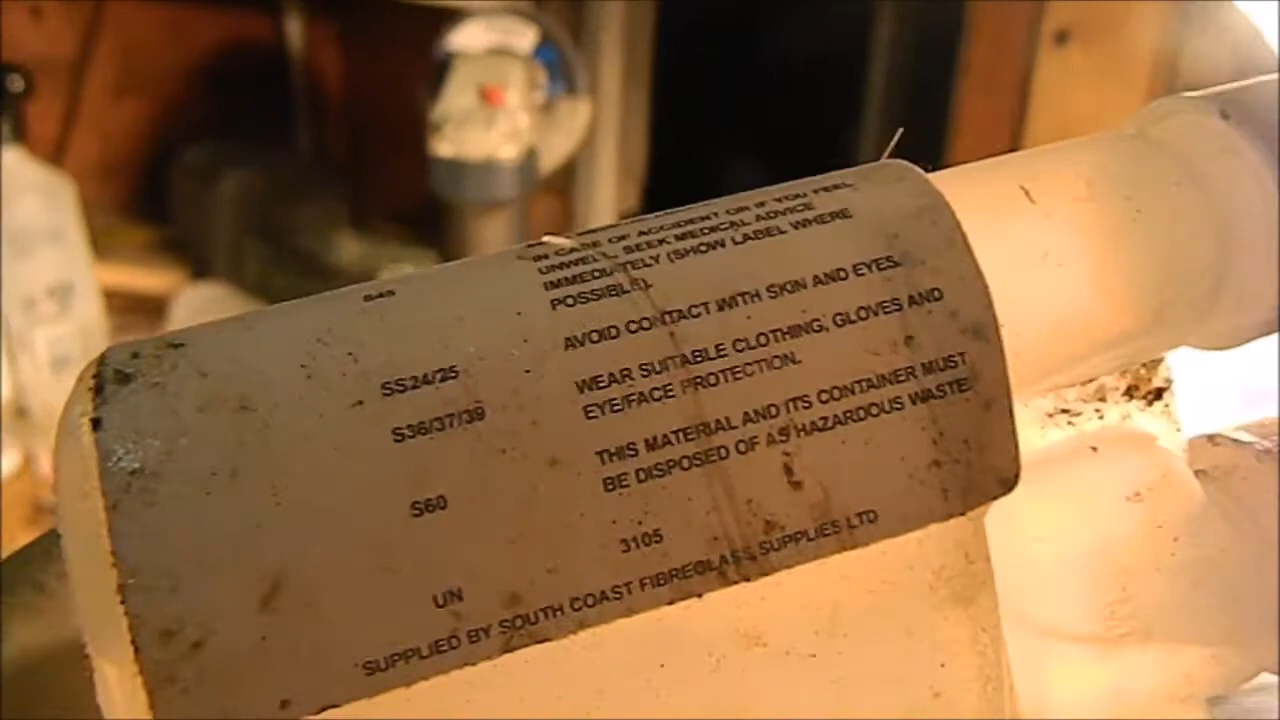 S45
IN CASE OF ACCIDENT OR IF YOU FEEL
UNWELL, SEEK MEDICAL ADVICE
IMMEDIATELY (SHOW LABEL WHERE
POSSIBLE).
SS24/25
AVOID CONTACT WITH SKIN AND EYES.
S36/37/39
WEAR SUITABLE CLOTHING, GLOVES AND
EYE/FACE PROTECTION.
S60
THIS MATERIAL AND ITS CONTAINER MUST
BE DISPOSED OF AS HAZARDOUS WASTE.
UN
3105
SUPPLIED BY SOUTH COAST FIBREGLASS SUPPLIES LTD